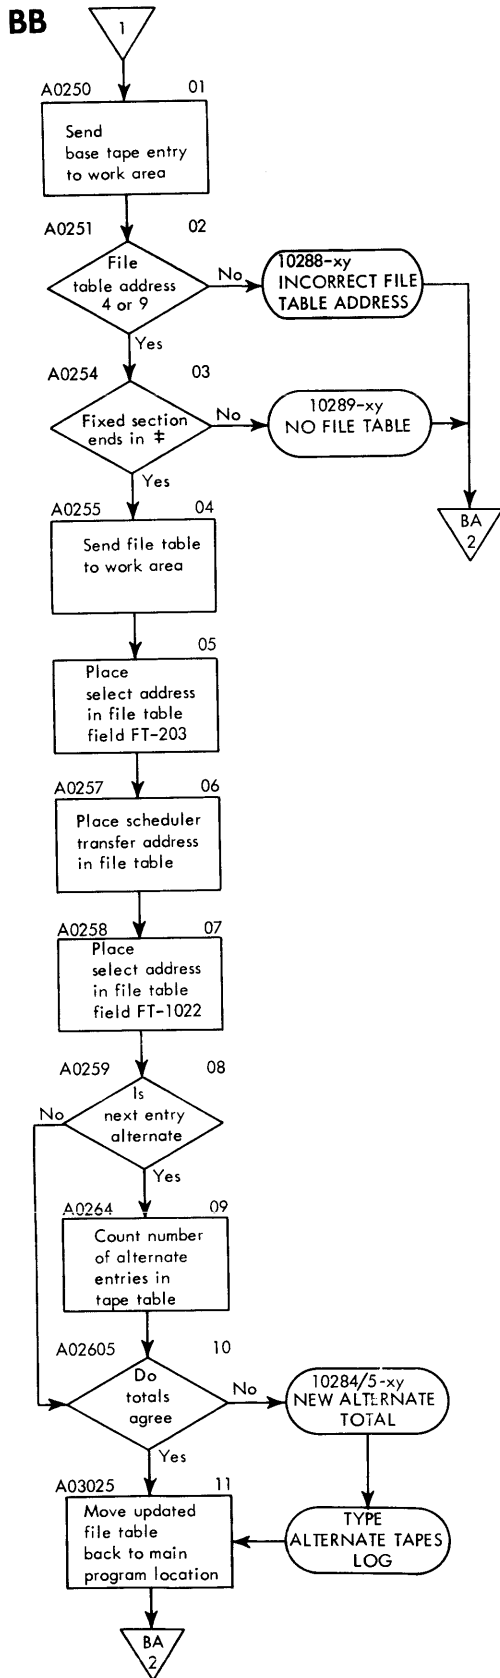 BB
1
A0250 01
Send
base tape entry
to work area
A0251 02
File
table address
4 or 9
No
10288-xy
INCORRECT FILE
TABLE ADDRESS
Yes
A0254 03
Fixed section
ends in ‡
No
10289-xy
NO FILE TABLE
Yes
BA
2
A0255 04
Send file table
to work area
05
Place
select address
in file table
field FT-203
A0257 06
Place scheduler
transfer address
in file table
A0258 07
Place
select address
in file table
field FT-1022
A0259 08
Is
next entry
alternate
No
Yes
A0264 09
Count number
of alternate
entries in
tape table
A02605 10
Do
totals
agree
No
10284/5-xy
NEW ALTERNATE
TOTAL
Yes
A03025 11
Move updated
file table
back to main
program location
TYPE
ALTERNATE TAPES
LOG
BA
2